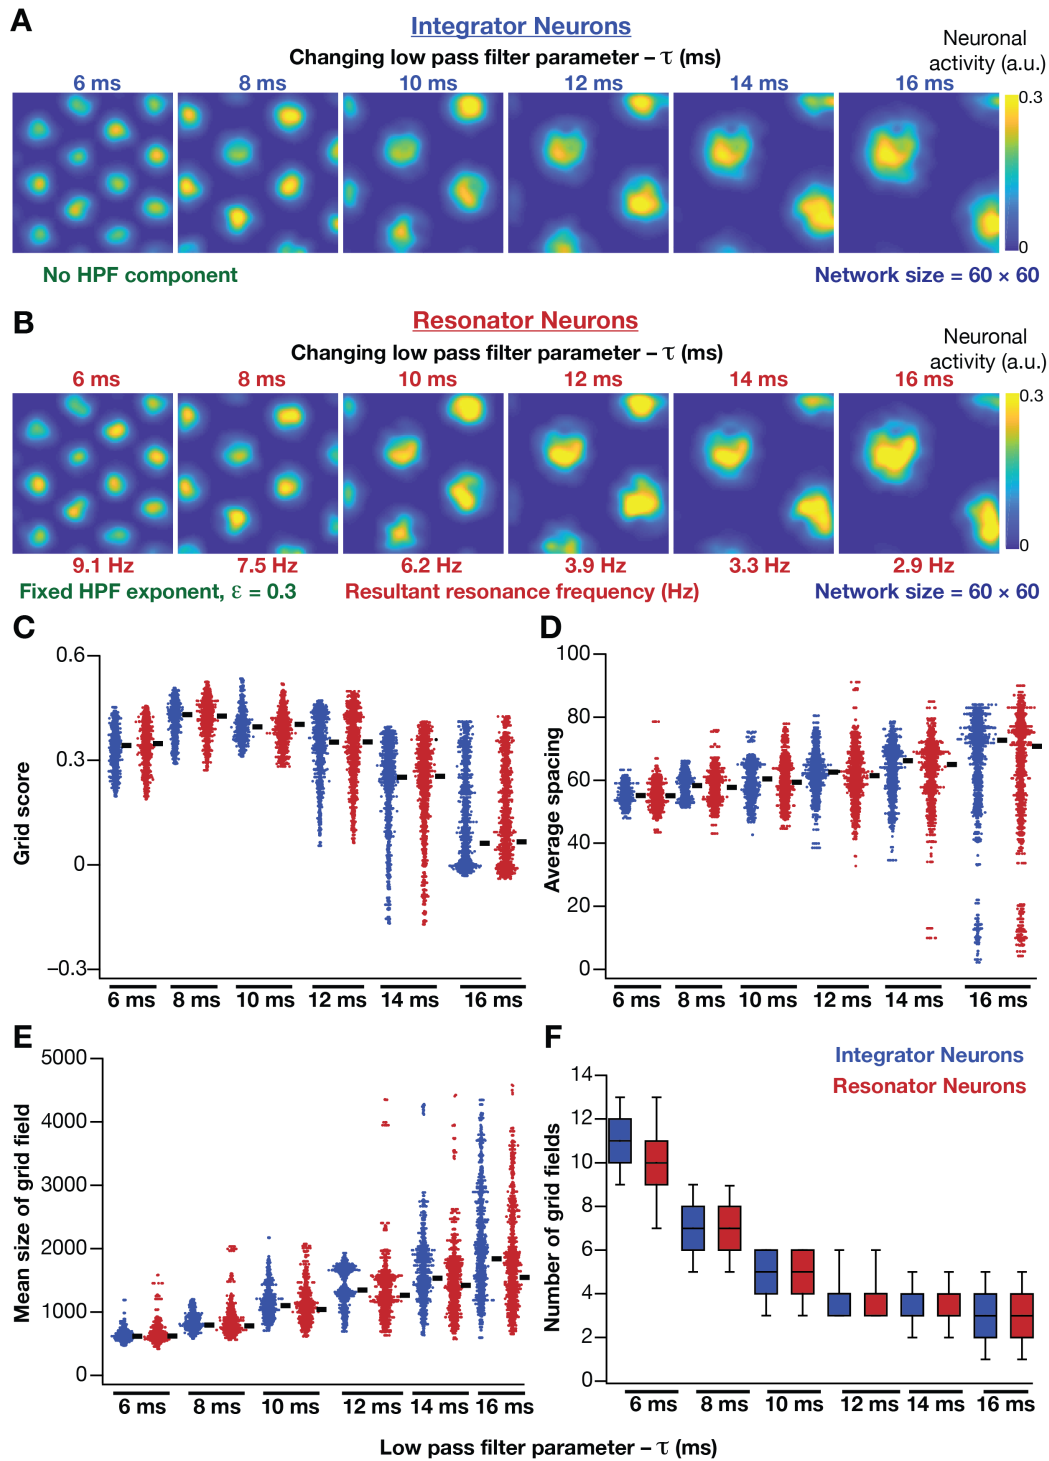 A
Integrator Neurons
Changing low pass filter parameter – τ (ms)
Neuronal
activity (a.u.)
6 ms 8 ms 10 ms 12 ms 14 ms 16 ms
0.3
0
No HPF component
Network size = 60 × 60
B
Resonator Neurons
Changing low pass filter parameter – τ (ms)
Neuronal
activity (a.u.)
6 ms 8 ms 10 ms 12 ms 14 ms 16 ms
0.3
0
9.1 Hz 7.5 Hz 6.2 Hz 3.9 Hz 3.3 Hz 2.9 Hz
Fixed HPF exponent, ε = 0.3
Resultant resonance frequency (Hz)
Network size = 60 × 60
C
Grid score
0.6
0.3
0
–0.3
6 ms 8 ms 10 ms 12 ms 14 ms 16 ms
D
Average spacing
100
80
60
40
20
0
6 ms 8 ms 10 ms 12 ms 14 ms 16 ms
E
Mean size of grid field
5000
4000
3000
2000
1000
0
6 ms 8 ms 10 ms 12 ms 14 ms 16 ms
F
Integrator Neurons
Resonator Neurons
Number of grid fields
14
12
10
8
6
4
2
0
6 ms 8 ms 10 ms 12 ms 14 ms 16 ms
Low pass filter parameter – τ (ms)